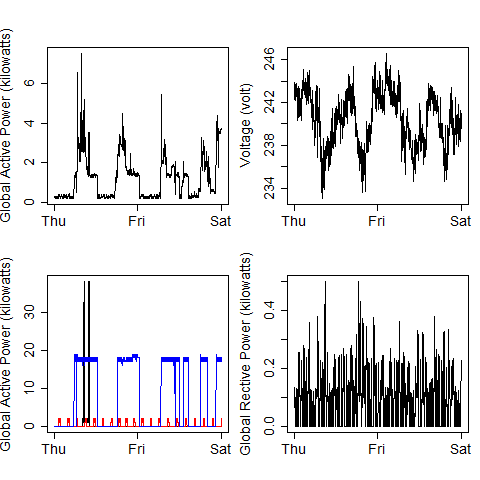 Global Active Power (kilowatts)
0 2 4 6
Thu Fri Sat
Voltage (volt)
234 238 242 246
Thu Fri Sat
Global Active Power (kilowatts)
0 10 20 30
Thu Fri Sat
Global Rective Power (kilowatts)
0.0 0.2 0.4
Thu Fri Sat